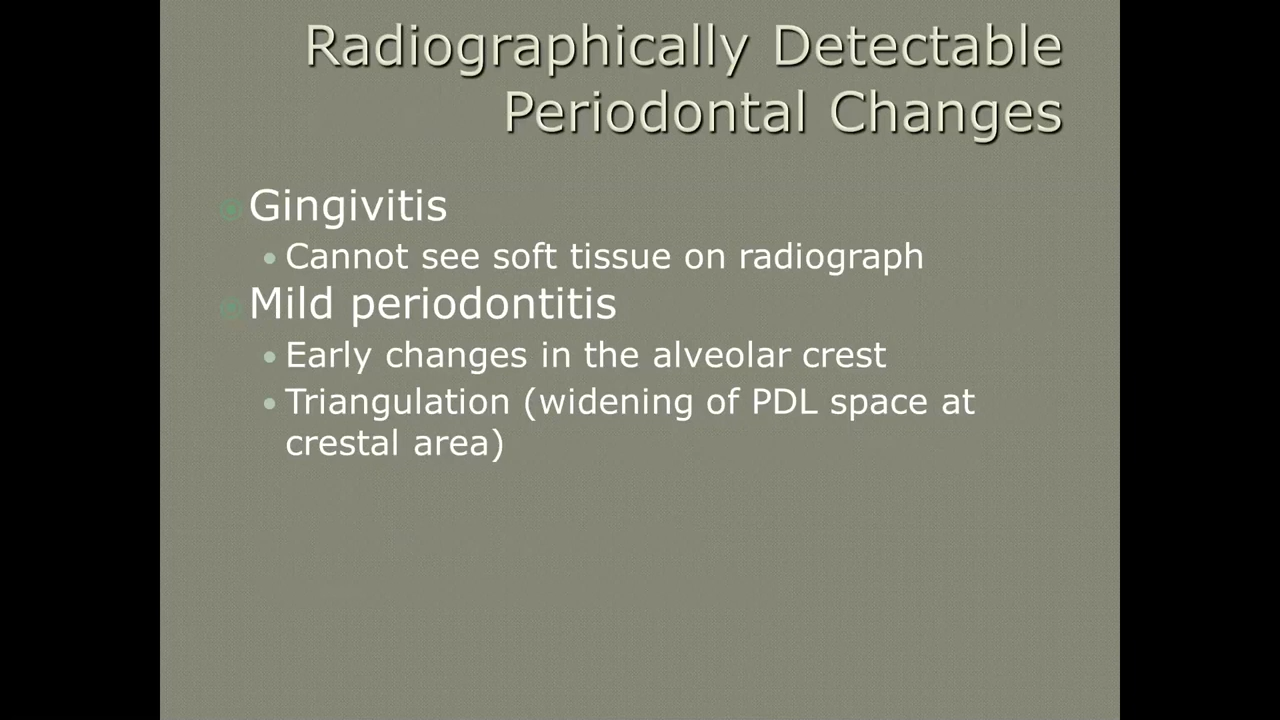 Radiographically Detectable
Periodontal Changes
Gingivitis
Cannot see soft tissue on radiograph
Mild periodontitis
Early changes in the alveolar crest
Triangulation (widening of PDL space at
crestal area)